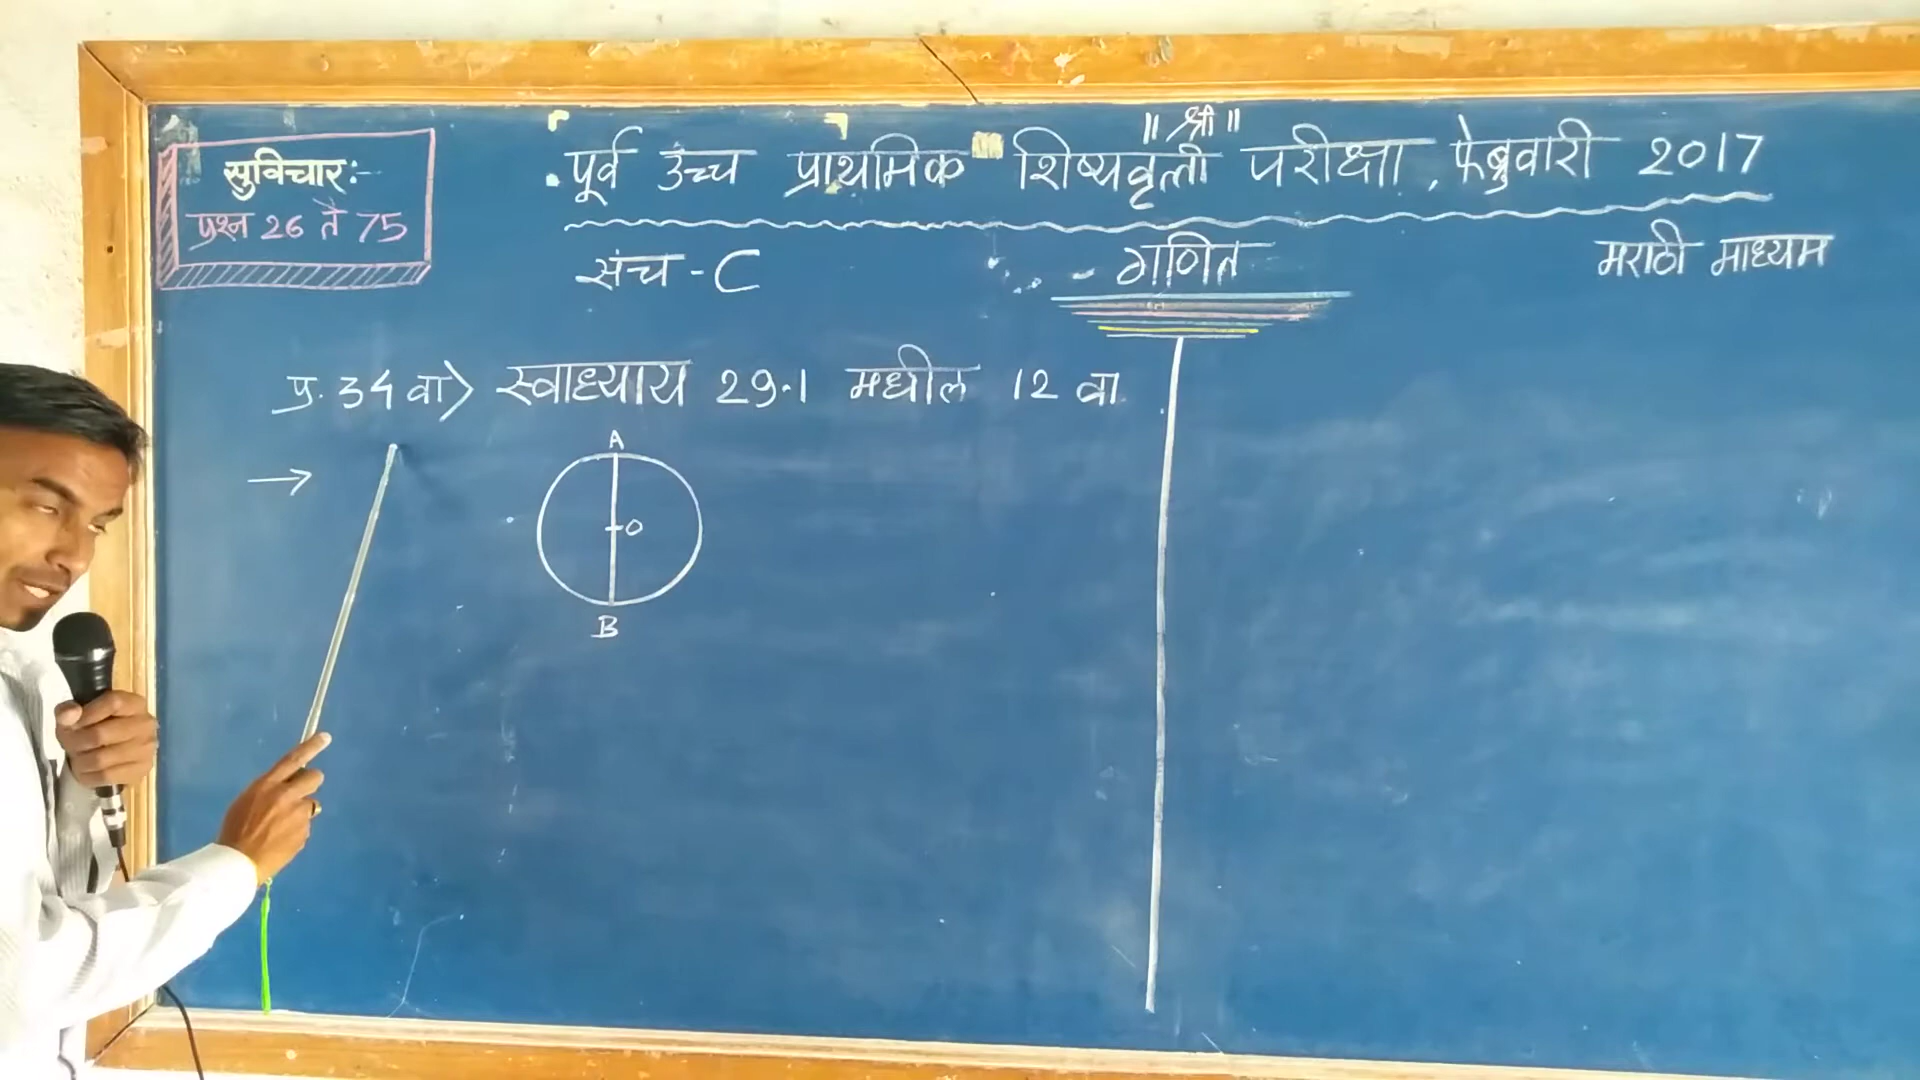 ॥ श्री ॥
सुविचार:-
प्रश्न 26 ते 75
पूर्व उच्च प्राथमिक शिष्यवृत्ती परीक्षा, फेब्रुवारी 2017
संच - C
गणित
मराठी माध्यम
प्र. 34 वा> स्वाध्याय 29.1 मधील 12 वा
→
A
O
B